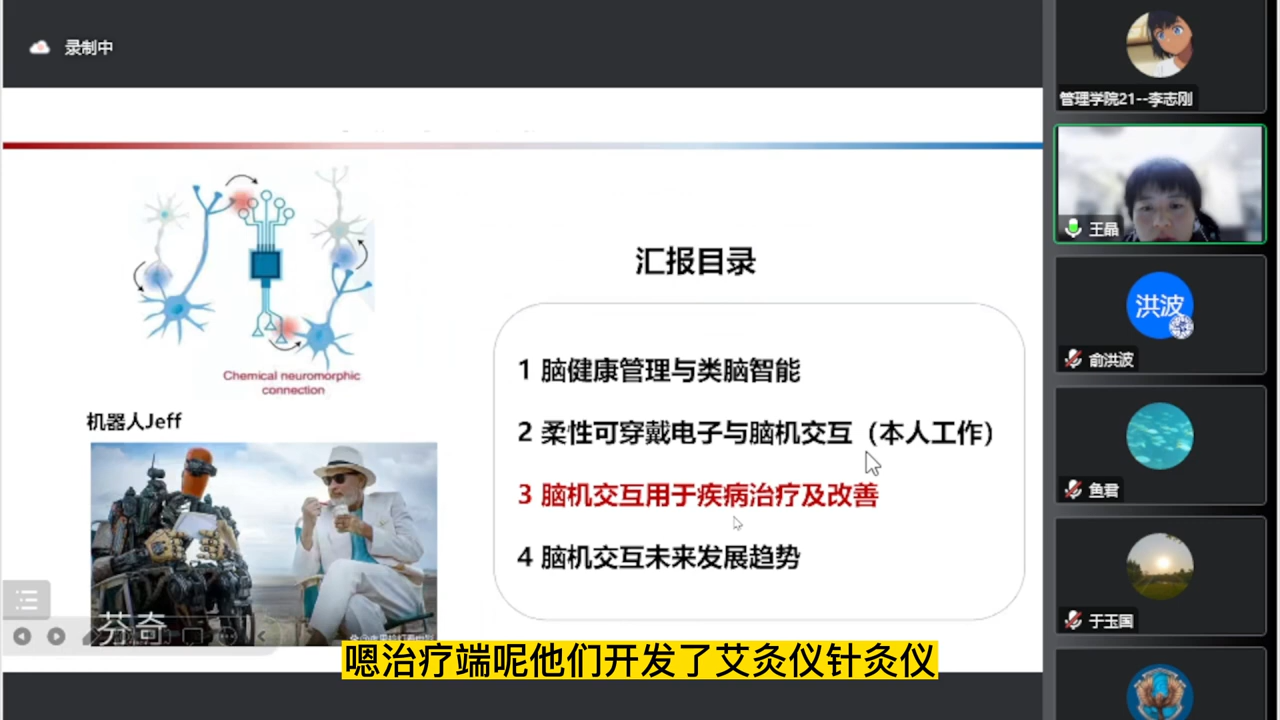 录制中
Chemical neuromorphic
connection
机器人Jeff
芬奇
汇报目录
1 脑健康管理与类脑智能
2 柔性可穿戴电子与脑机交互（本人工作）
3 脑机交互用于疾病治疗及改善
4 脑机交互未来发展趋势
嗯治疗端呢他们开发了艾灸仪针灸仪
管理学院21--李志刚
王晶
洪波
俞洪波
鱼君
于玉国